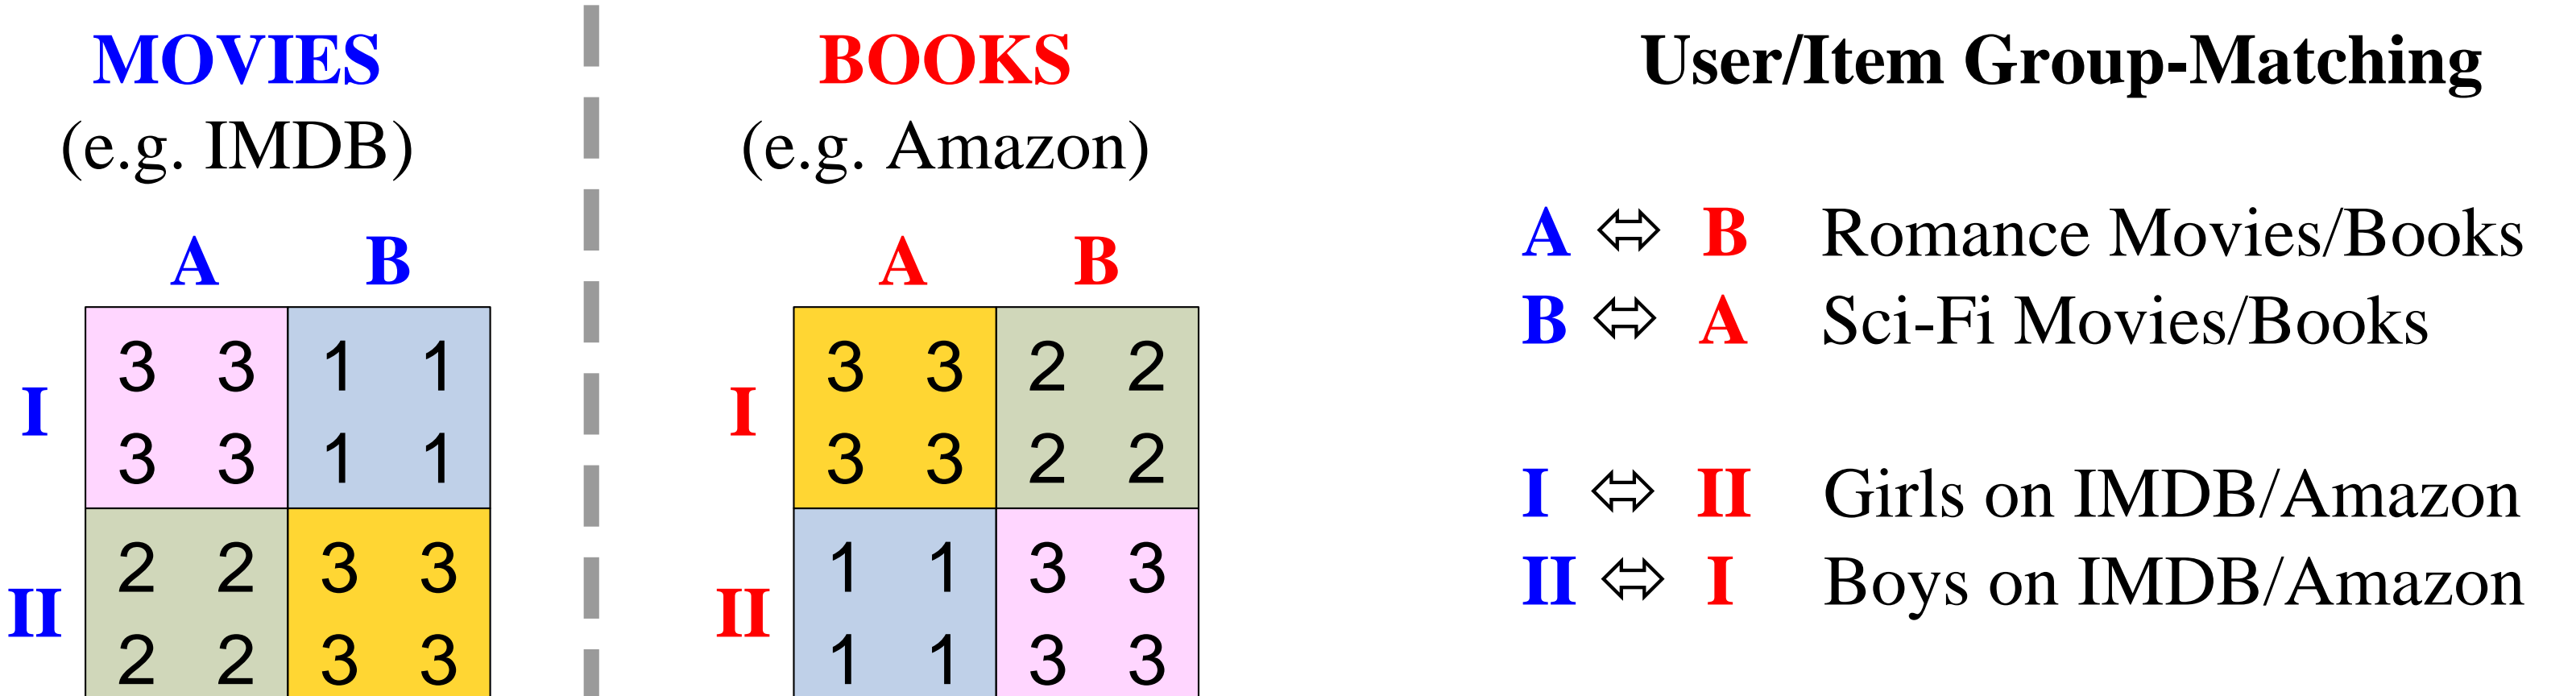 MOVIES
(e.g. IMDB)
A B
I
3 3 1 1
3 3 1 1
II
2 2 3 3
2 2 3 3
BOOKS
(e.g. Amazon)
A B
I
3 3 2 2
3 3 2 2
II
1 1 3 3
1 1 3 3
User/Item Group-Matching
A ⇔ B Romance Movies/Books
B ⇔ A Sci-Fi Movies/Books
I ⇔ II Girls on IMDB/Amazon
II ⇔ I Boys on IMDB/Amazon